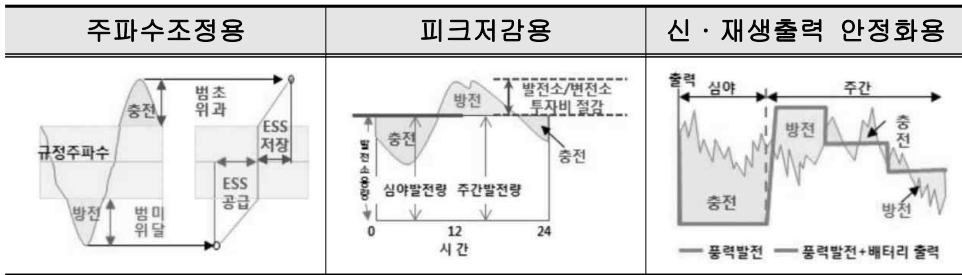 주파수조정용
피크저감용
신 · 재생출력 안정화용
충전
범 초
위 과
ESS
저장
규정주파수
ESS
공급
방전
범 미
위 달
방전
발전소/변전소
투자비 절감
충전
충전
발전소용량
심야발전량
주간발전량
0
12
24
시 간
출력
심야
주간
방전
충
전
충전
방전
풍력발전
풍력발전+배터리 출력